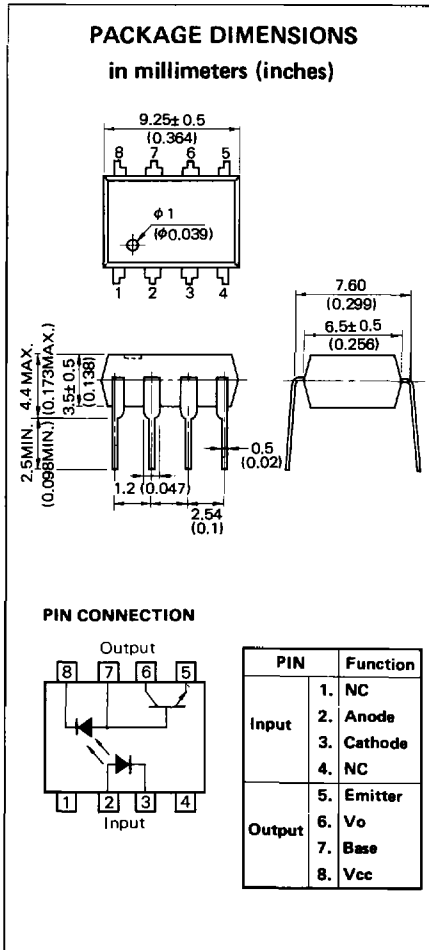 PACKAGE DIMENSIONS
in millimeters (inches)
9.25± 0.5
(0.364)
8 7 6 5
φ 1
(φ0.039)
1 2 3 4
7.60
(0.299)
6.5± 0.5
(0.256)
4.4 MAX.
(0.173MAX.)
3.5± 0.5
(0.138)
2.5MIN.
(0.098MIN.)
0.5
(0.02)
1.2 (0.047)
2.54
(0.1)
PIN CONNECTION
Output
8 7 6 5
1 2 3 4
Input
PIN Function
Input
1. NC
2. Anode
3. Cathode
4. NC
Output
5. Emitter
6. Vo
7. Base
8. Vcc